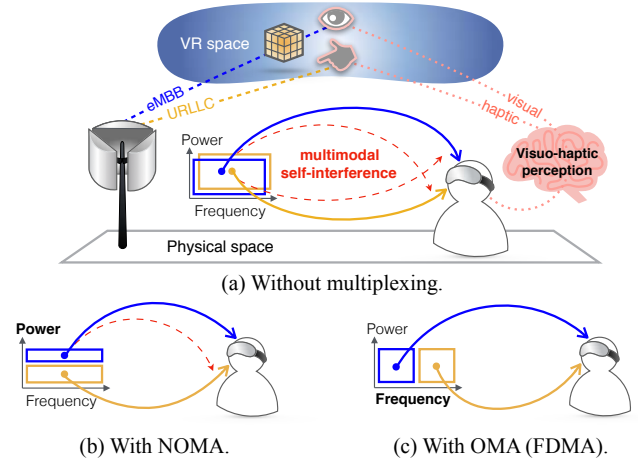 VR space
eMBB
URLLC
visual
haptic
Power
multimodal
self-interference
Visuo-haptic
perception
Frequency
Physical space
(a) Without multiplexing.
Power
Frequency
(b) With NOMA.
Power
Frequency
(c) With OMA (FDMA).